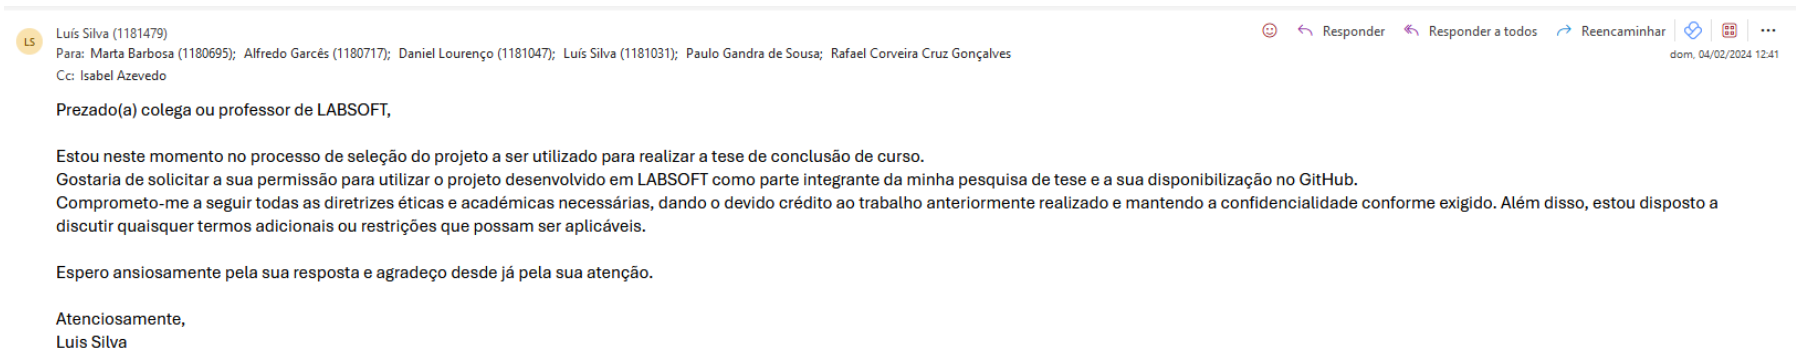 LS
Luís Silva (1181479)
Responder Responder a todos Reencaminhar
Para: Marta Barbosa (1180695); Alfredo Garcês (1180717); Daniel Lourenço (1181047); Luís Silva (1181031); Paulo Gandra de Sousa; Rafael Corveira Cruz Gonçalves
dom, 04/02/2024 12:41
Cc: Isabel Azevedo
Prezado(a) colega ou professor de LABSOFT,
Estou neste momento no processo de seleção do projeto a ser utilizado para realizar a tese de conclusão de curso.
Gostaria de solicitar a sua permissão para utilizar o projeto desenvolvido em LABSOFT como parte integrante da minha pesquisa de tese e a sua disponibilização no GitHub.
Comprometo-me a seguir todas as diretrizes éticas e académicas necessárias, dando o devido crédito ao trabalho anteriormente realizado e mantendo a confidencialidade conforme exigido. Além disso, estou disposto a
discutir quaisquer termos adicionais ou restrições que possam ser aplicáveis.
Espero ansiosamente pela sua resposta e agradeço desde já pela sua atenção.
Atenciosamente,
Luis Silva